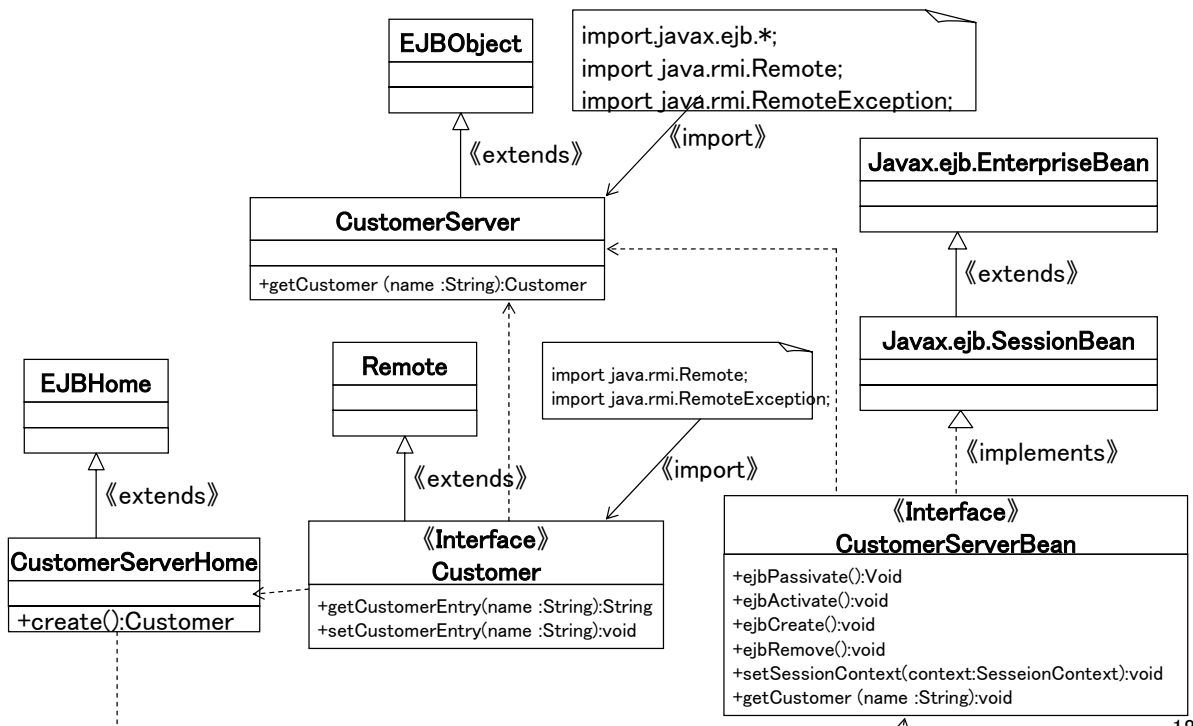 EJBObject
import.javax.ejb.*;
import java.rmi.Remote;
import java.rmi.RemoteException;
《extends》
《import》
Javax.ejb.EnterpriseBean
CustomerServer
+getCustomer (name :String):Customer
《extends》
Javax.ejb.SessionBean
EJBHome
Remote
import java.rmi.Remote;
import java.rmi.RemoteException;
《implements》
《extends》
《extends》
《import》
CustomerServerHome
+create():Customer
《Interface》
Customer
+getCustomerEntry(name :String):String
+setCustomerEntry(name :String):void
《Interface》
CustomerServerBean
+ejbPassivate():Void
+ejbActivate():void
+ejbCreate():void
+ejbRemove():void
+setSessionContext(context:SesseionContext):void
+getCustomer (name :String):void